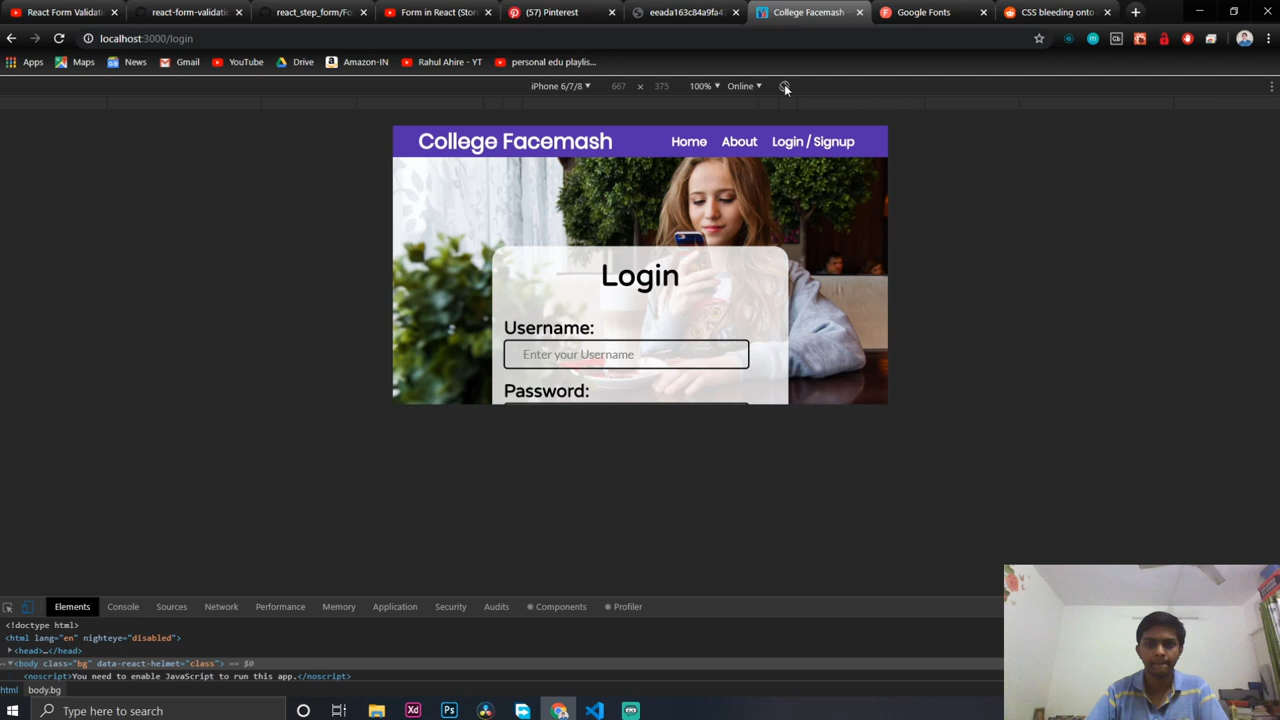 React Form Validati
react-form-validatio
react_step_form/Fo
Form in React (Stor
(57) Pinterest
eeada163c84a9fa4
College Facemash
Google Fonts
CSS bleeding onto
localhost:3000/login
Apps
Maps
News
Gmail
YouTube
Drive
Amazon-IN
Rahul Ahire - YT
personal edu playlis...
iPhone 6/7/8
667 × 375
100%
Online
College Facemash
Home
About
Login / Signup
Login
Username:
Enter your Username
Password:
Elements
Console
Sources
Network
Performance
Memory
Application
Security
Audits
Components
Profiler
<!doctype html>
<html lang="en" nighteye="disabled">
<head>…</head>
<body class="bg" data-react-helmet="class"> == $0
<noscript>You need to enable JavaScript to run this app.</noscript>
html
body.bg
Type here to search
Xd
Ps